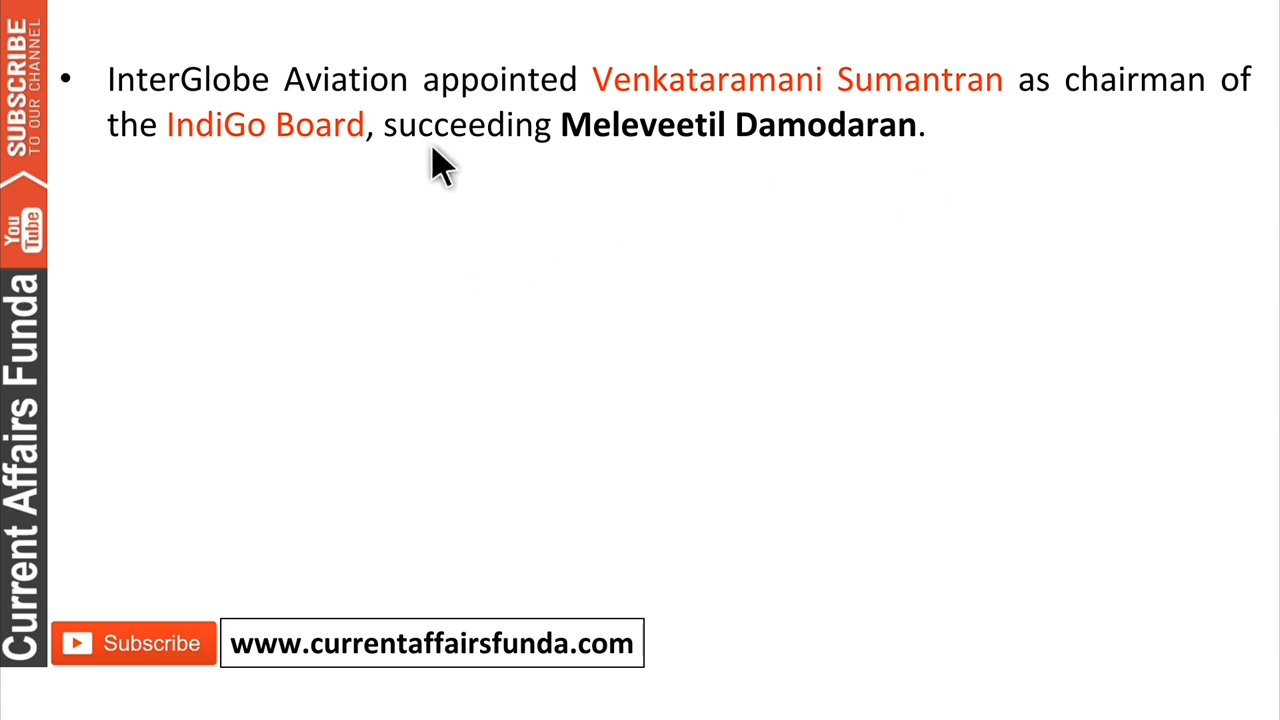 • InterGlobe Aviation appointed Venkataramani Sumantran as chairman of
the IndiGo Board, succeeding Meleveetil Damodaran.
SUBSCRIBE
TO OUR CHANNEL
You
Tube
Current Affairs Funda
Subscribe
www.currentaffairsfunda.com